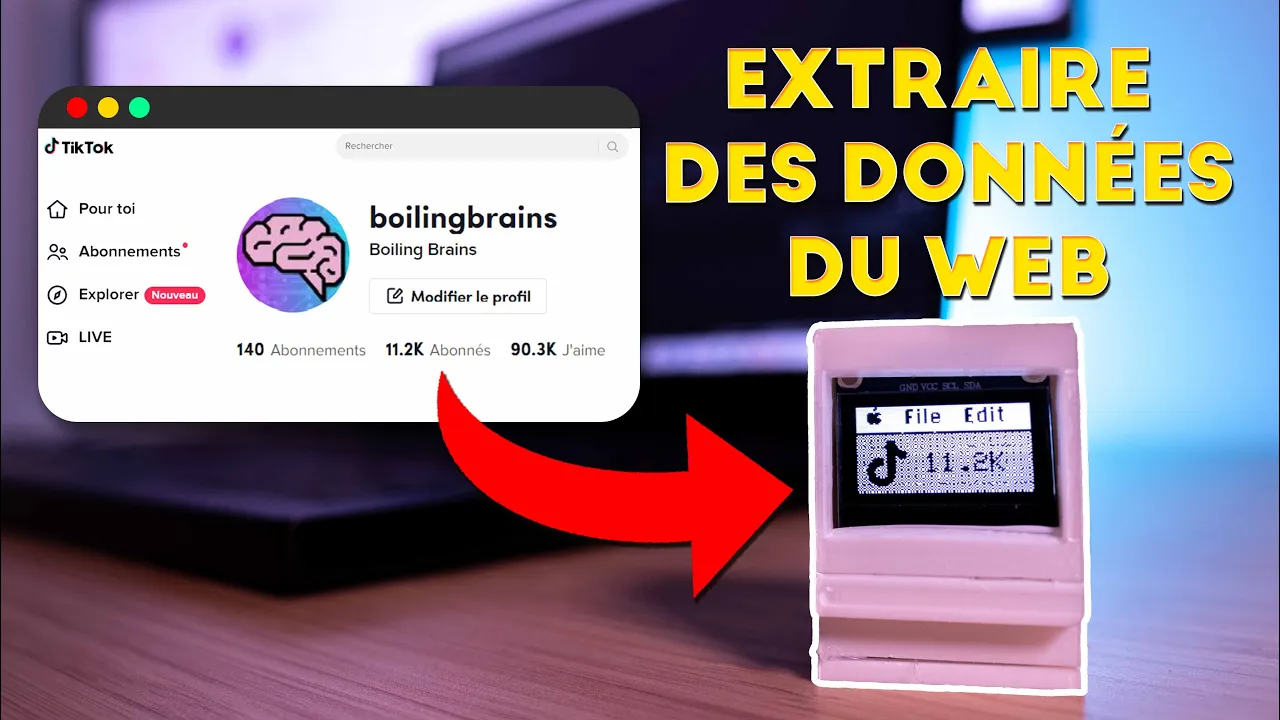 EXTRAIRE
DES DONNÉES
DU WEB
TikTok
Rechercher
Pour toi
Abonnements
Explorer Nouveau
LIVE
boilingbrains
Boiling Brains
Modifier le profil
140 Abonnements 11.2K Abonnés 90.3K J'aime
GND VCC SCL SDA
File Edit
11.2K